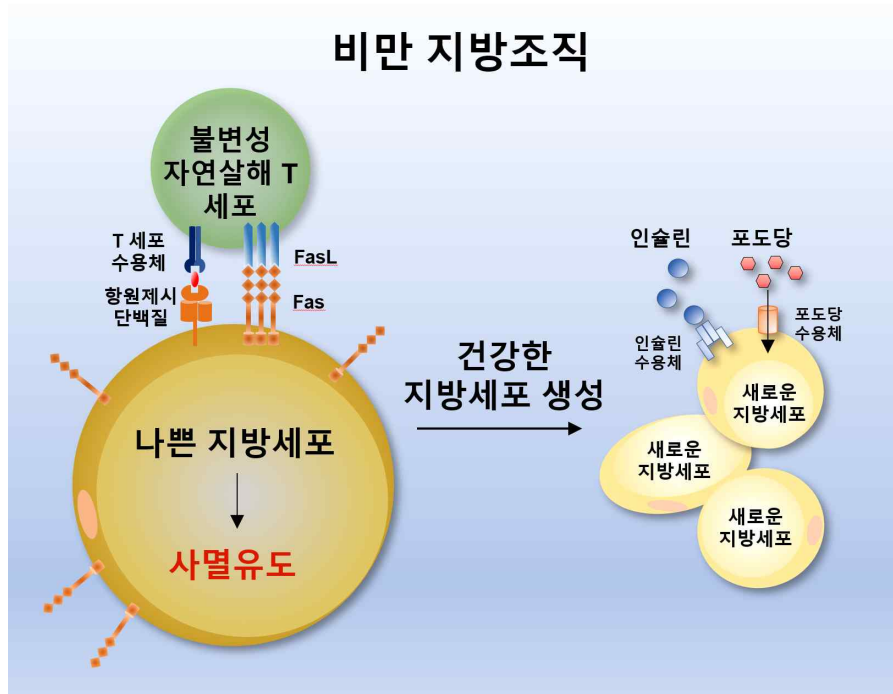 비만 지방조직
불변성
자연살해 T
세포
T 세포
수용체
FasL
항원제시
단백질
Fas
나쁜 지방세포
사멸유도
건강한
지방세포 생성
인슐린
포도당
인슐린
수용체
포도당
수용체
새로운
지방세포
새로운
지방세포
새로운
지방세포